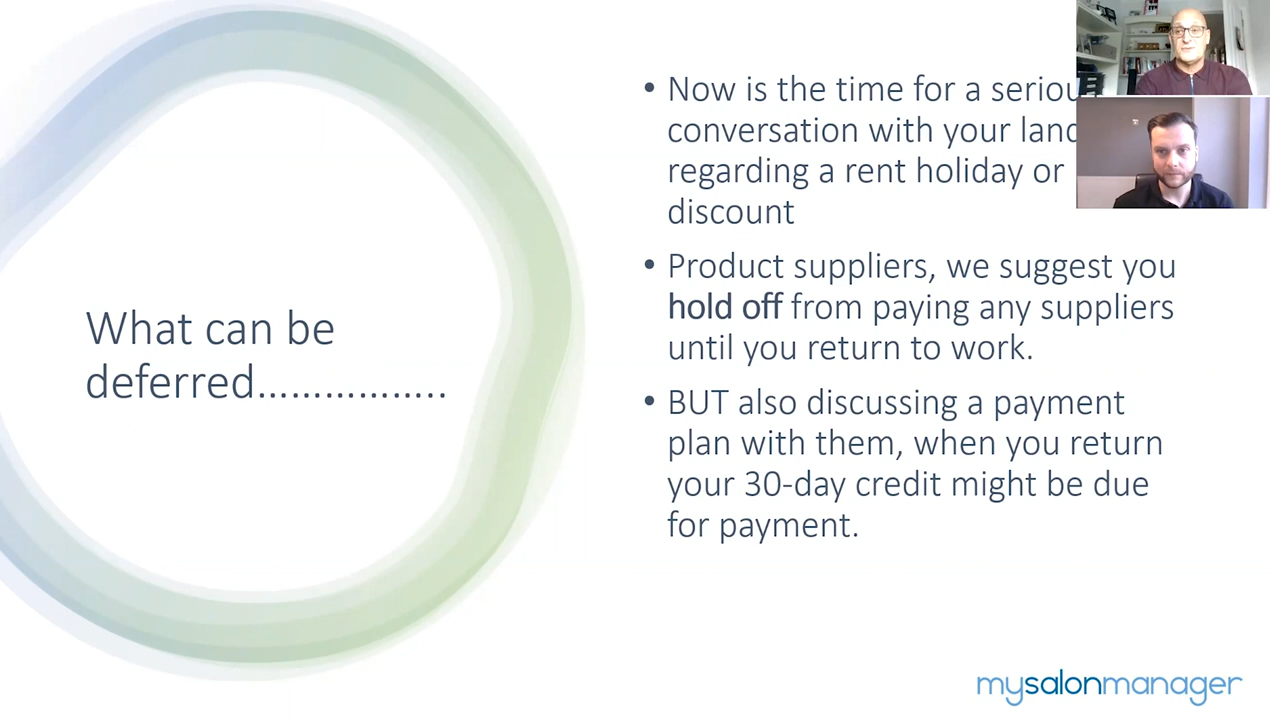 What can be
deferred……………..
• Now is the time for a
conversation with your
regarding a rent holiday or
discount
• Product suppliers, we suggest you
hold off from paying any suppliers
until you return to work.
• BUT also discussing a payment
plan with them, when you return
your 30-day credit might be due
for payment.
mysalonmanager